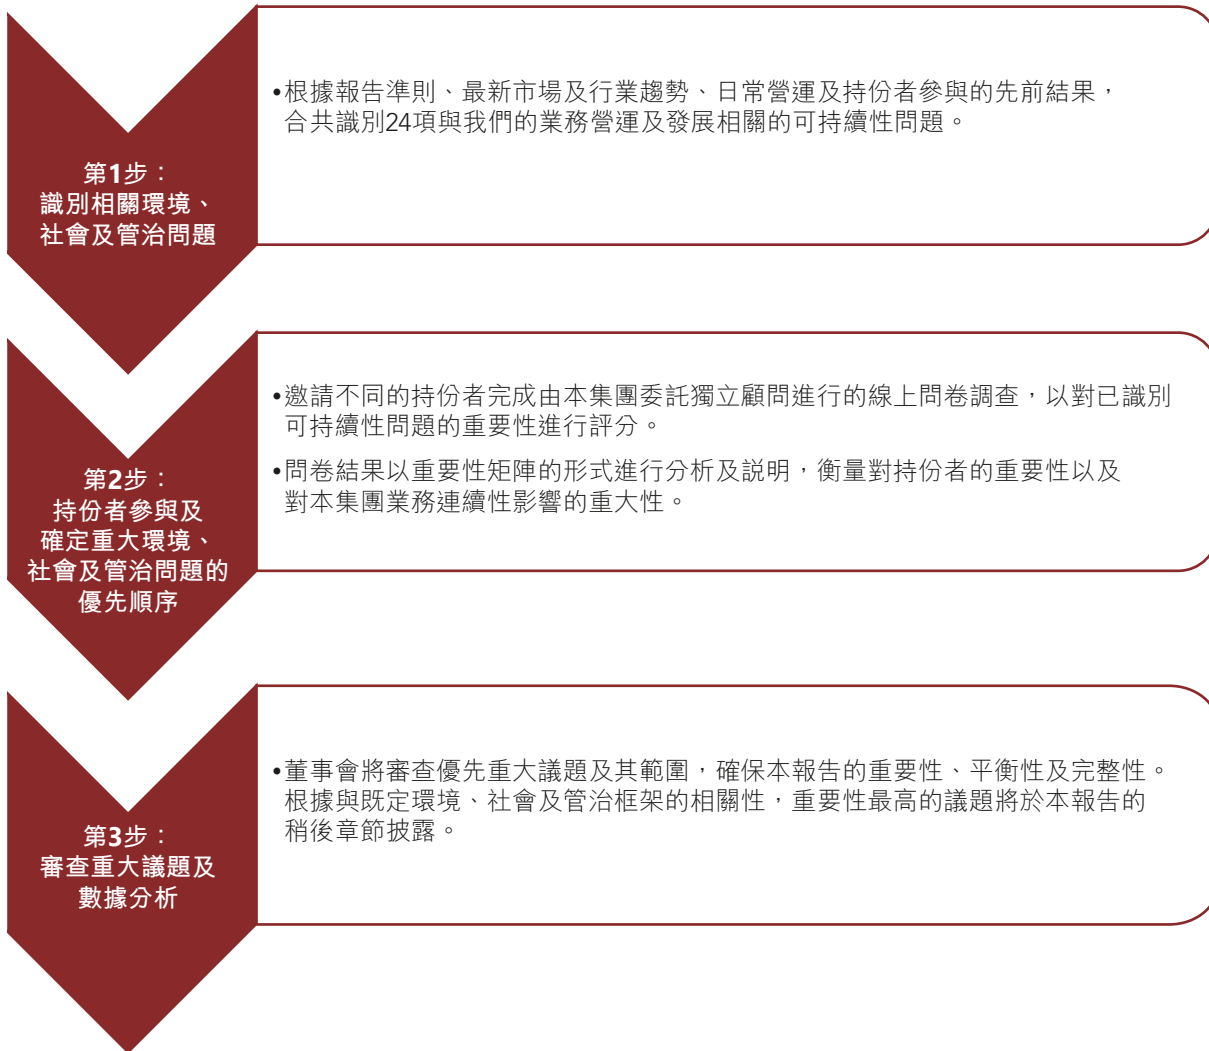 第1步：
識別相關環境、
社會及管治問題
•根據報告準則、最新市場及行業趨勢、日常營運及持份者參與的先前結果，
合共識別24項與我們的業務營運及發展相關的可持續性問題。
第2步：
持份者參與及
確定重大環境、
社會及管治問題的
優先順序
•邀請不同的持份者完成由本集團委託獨立顧問進行的線上問卷調查，以對已識別
可持續性問題的重要性進行評分。
•問卷結果以重要性矩陣的形式進行分析及説明，衡量對持份者的重要性以及
對本集團業務連續性影響的重大性。
第3步：
審查重大議題及
數據分析
•董事會將審查優先重大議題及其範圍，確保本報告的重要性、平衡性及完整性。
根據與既定環境、社會及管治框架的相關性，重要性最高的議題將於本報告的
稍後章節披露。